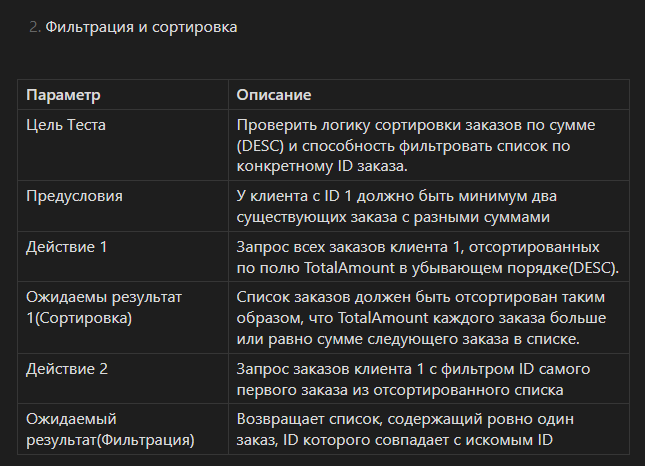 2. Фильтрация и сортировка
Параметр
Описание
Цель Теста
Проверить логику сортировки заказов по сумме
(DESC) и способность фильтровать список по
конкретному ID заказа.
Предусловия
У клиента с ID 1 должно быть минимум два
существующих заказа с разными суммами
Действие 1
Запрос всех заказов клиента 1, отсортированных
по полю TotalAmount в убывающем порядке(DESC).
Ожидаемы результат
1(Сортировка)
Список заказов должен быть отсортирован таким
образом, что TotalAmount каждого заказа больше
или равно сумме следующего заказа в списке.
Действие 2
Запрос заказов клиента 1 с фильтром ID самого
первого заказа из отсортированного списка
Ожидаемый
результат(Фильтрация)
Возвращает список, содержащий ровно один
заказ, ID которого совпадает с искомым ID